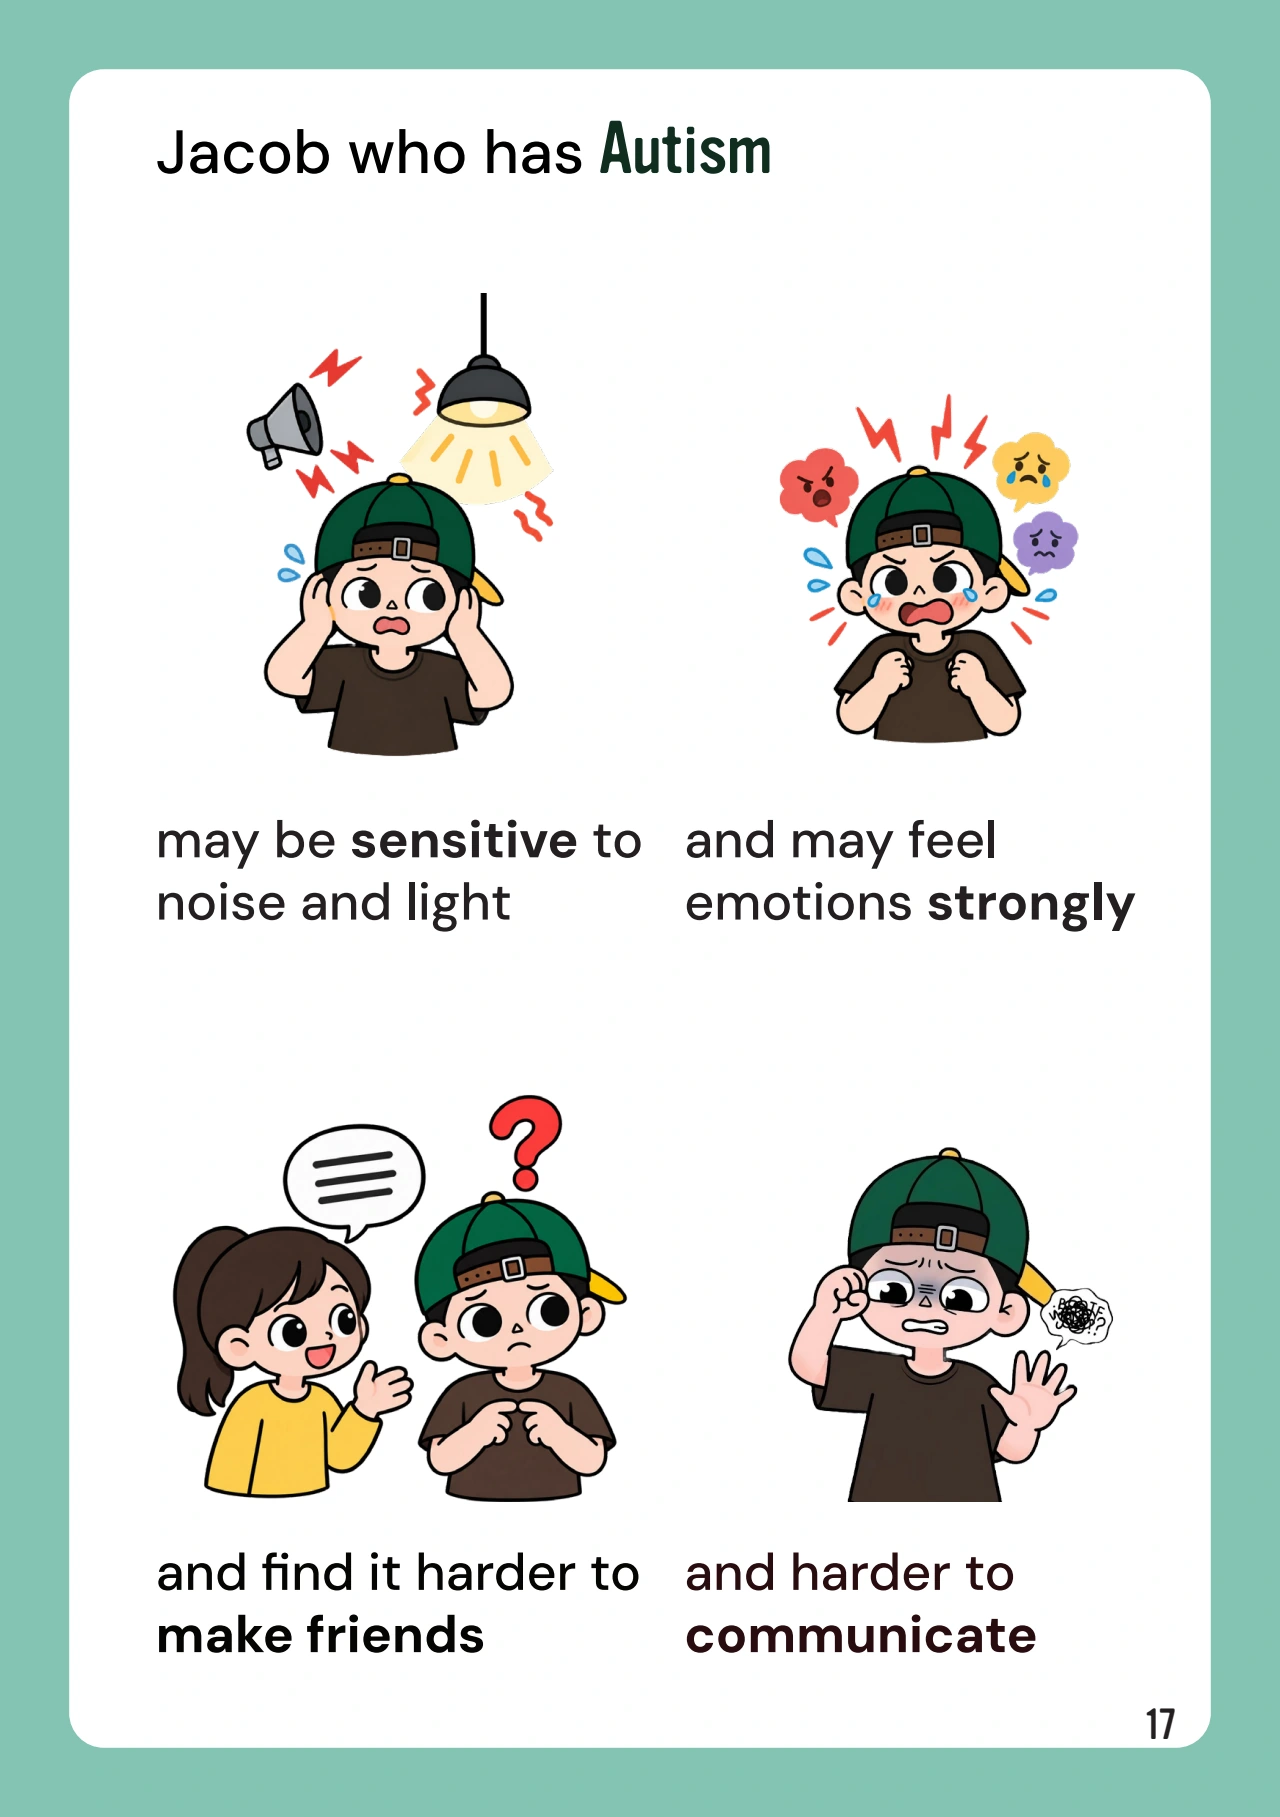 Jacob who has Autism
may be sensitive to
noise and light
and may feel
emotions strongly
and find it harder to
make friends
and harder to
communicate
17